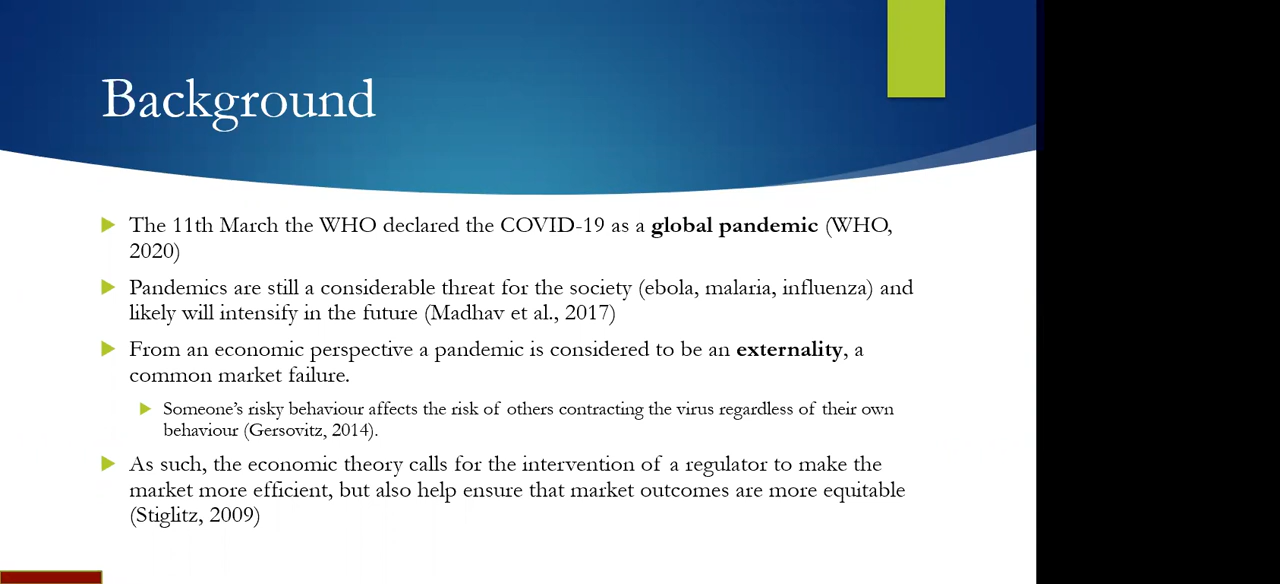 Background
The 11th March the WHO declared the COVID-19 as a global pandemic (WHO,
2020)
Pandemics are still a considerable threat for the society (ebola, malaria, influenza) and
likely will intensify in the future (Madhav et al., 2017)
From an economic perspective a pandemic is considered to be an externality, a
common market failure.
Someone’s risky behaviour affects the risk of others contracting the virus regardless of their own
behaviour (Gersovitz, 2014).
As such, the economic theory calls for the intervention of a regulator to make the
market more efficient, but also help ensure that market outcomes are more equitable
(Stiglitz, 2009)